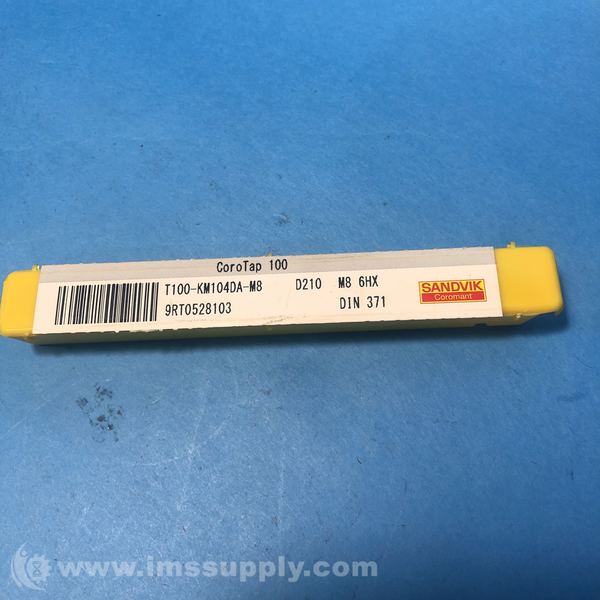 CoroTap 100
T100-KM104DA-M8 D210 M8 6HX
9RT0528103 DIN 371
SANDVIK
Coromant
www.imssupply.com